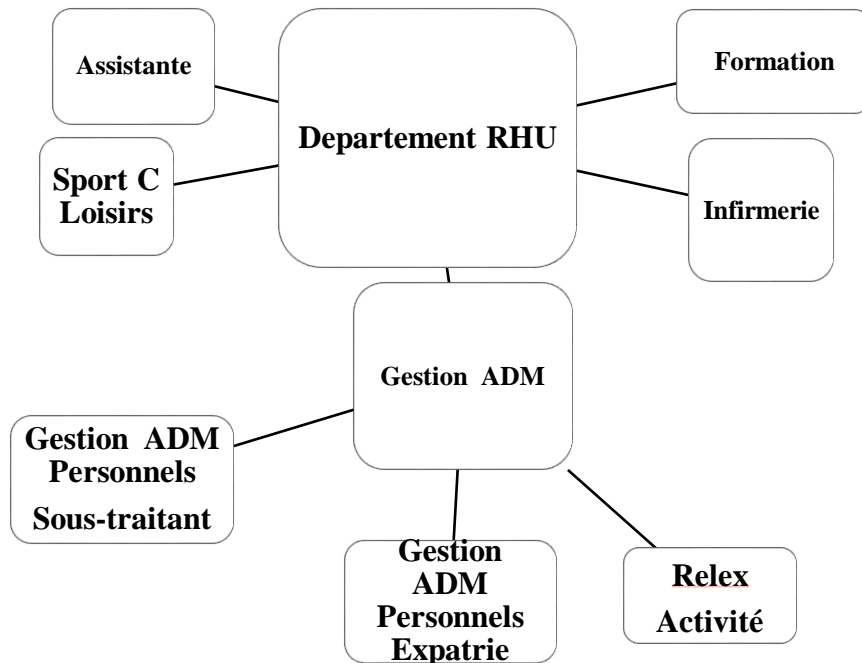 Assistante
Departement RHU
Formation
Sport C
Loisirs
Infirmerie
Gestion ADM
Gestion ADM
Personnels
Sous-traitant
Gestion
ADM
Personnels
Expatrie
Relex
Activité